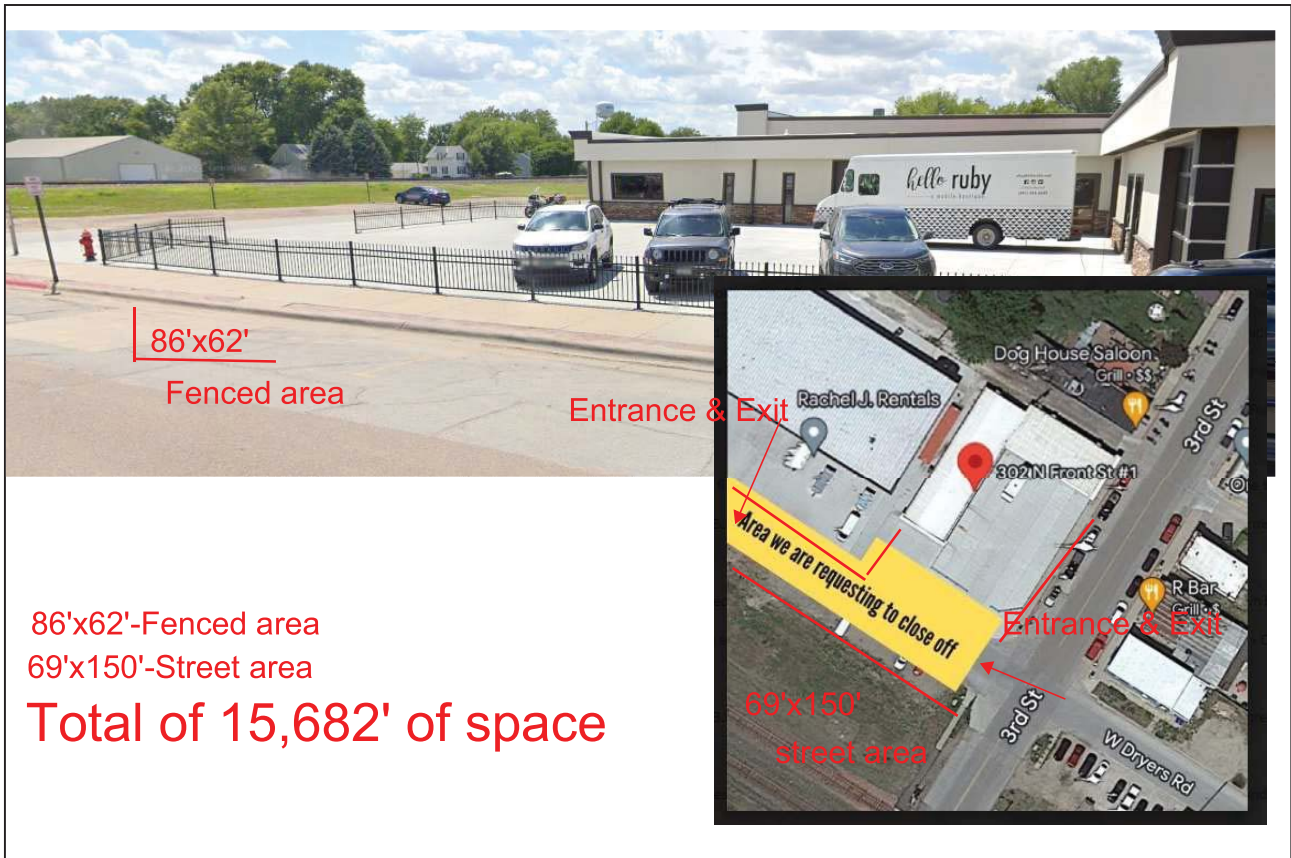 hello ruby
a mobile boutique
86'x62'
Fenced area
Entrance & Exit
Dog House Saloon
Grill • $$
Rachel J. Rentals
3rd St
302 N Front St #1
Area we are requesting to close off
R Bar
Grill • $
Entrance & Exit
69'x150'
street area
3rd St
W Dryers Rd
86'x62'-Fenced area
69'x150'-Street area
Total of 15,682' of space